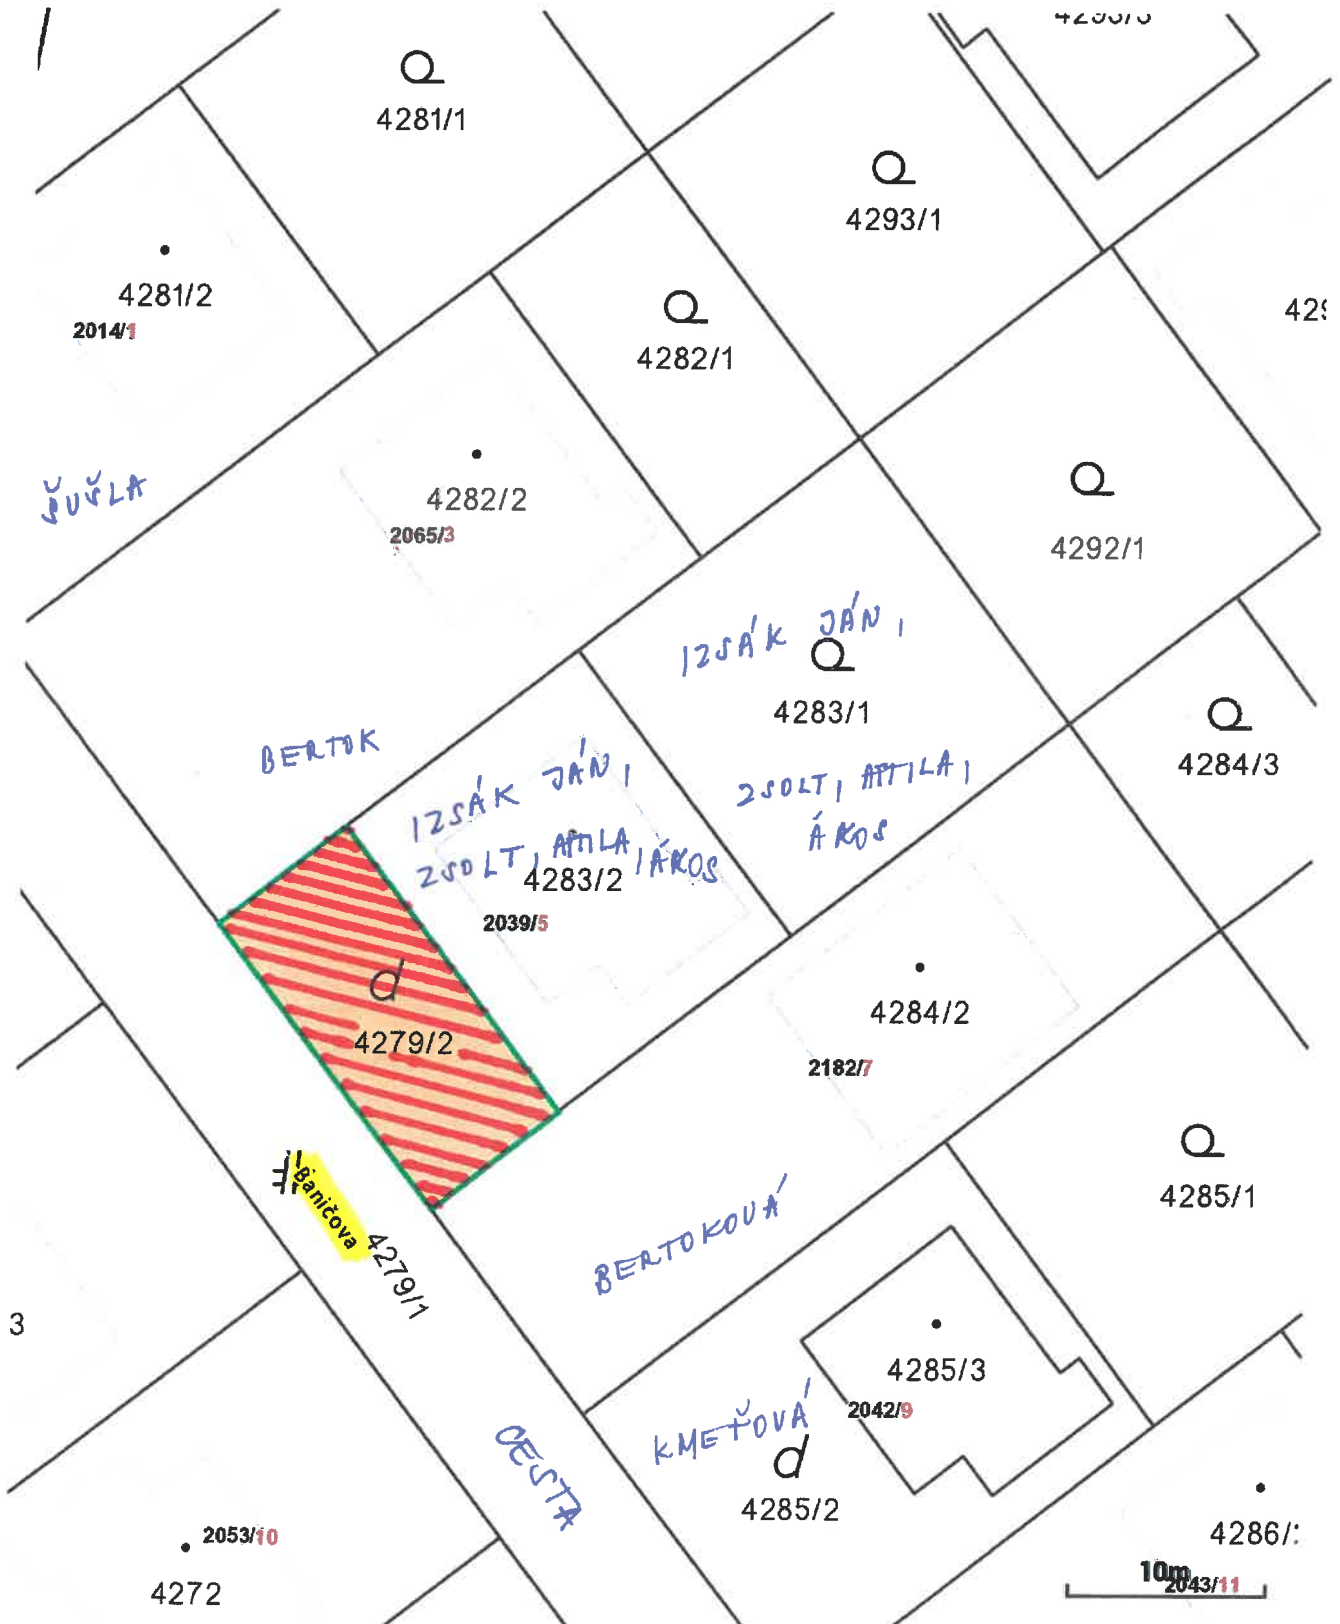 4281/1
4293/1
4281/2
2014/1
4282/1
4282/2
2065/3
ŠUŠLA
4292/1
IZSÁK JÁN,
4283/1
ZSOLT, ATTILA,
ÁKOS
4284/3
BERTOK
IZSÁK JÁN,
ZSOLT, ATTILA, ÁKOS
4283/2
2039/5
d
4279/2
4284/2
2182/7
Baničova
4279/1
BERTOKOVÁ
4285/1
3
4285/3
2042/9
KMEŤOVÁ
d
4285/2
CESTA
2053/10
4272
4286/
10m
2043/11